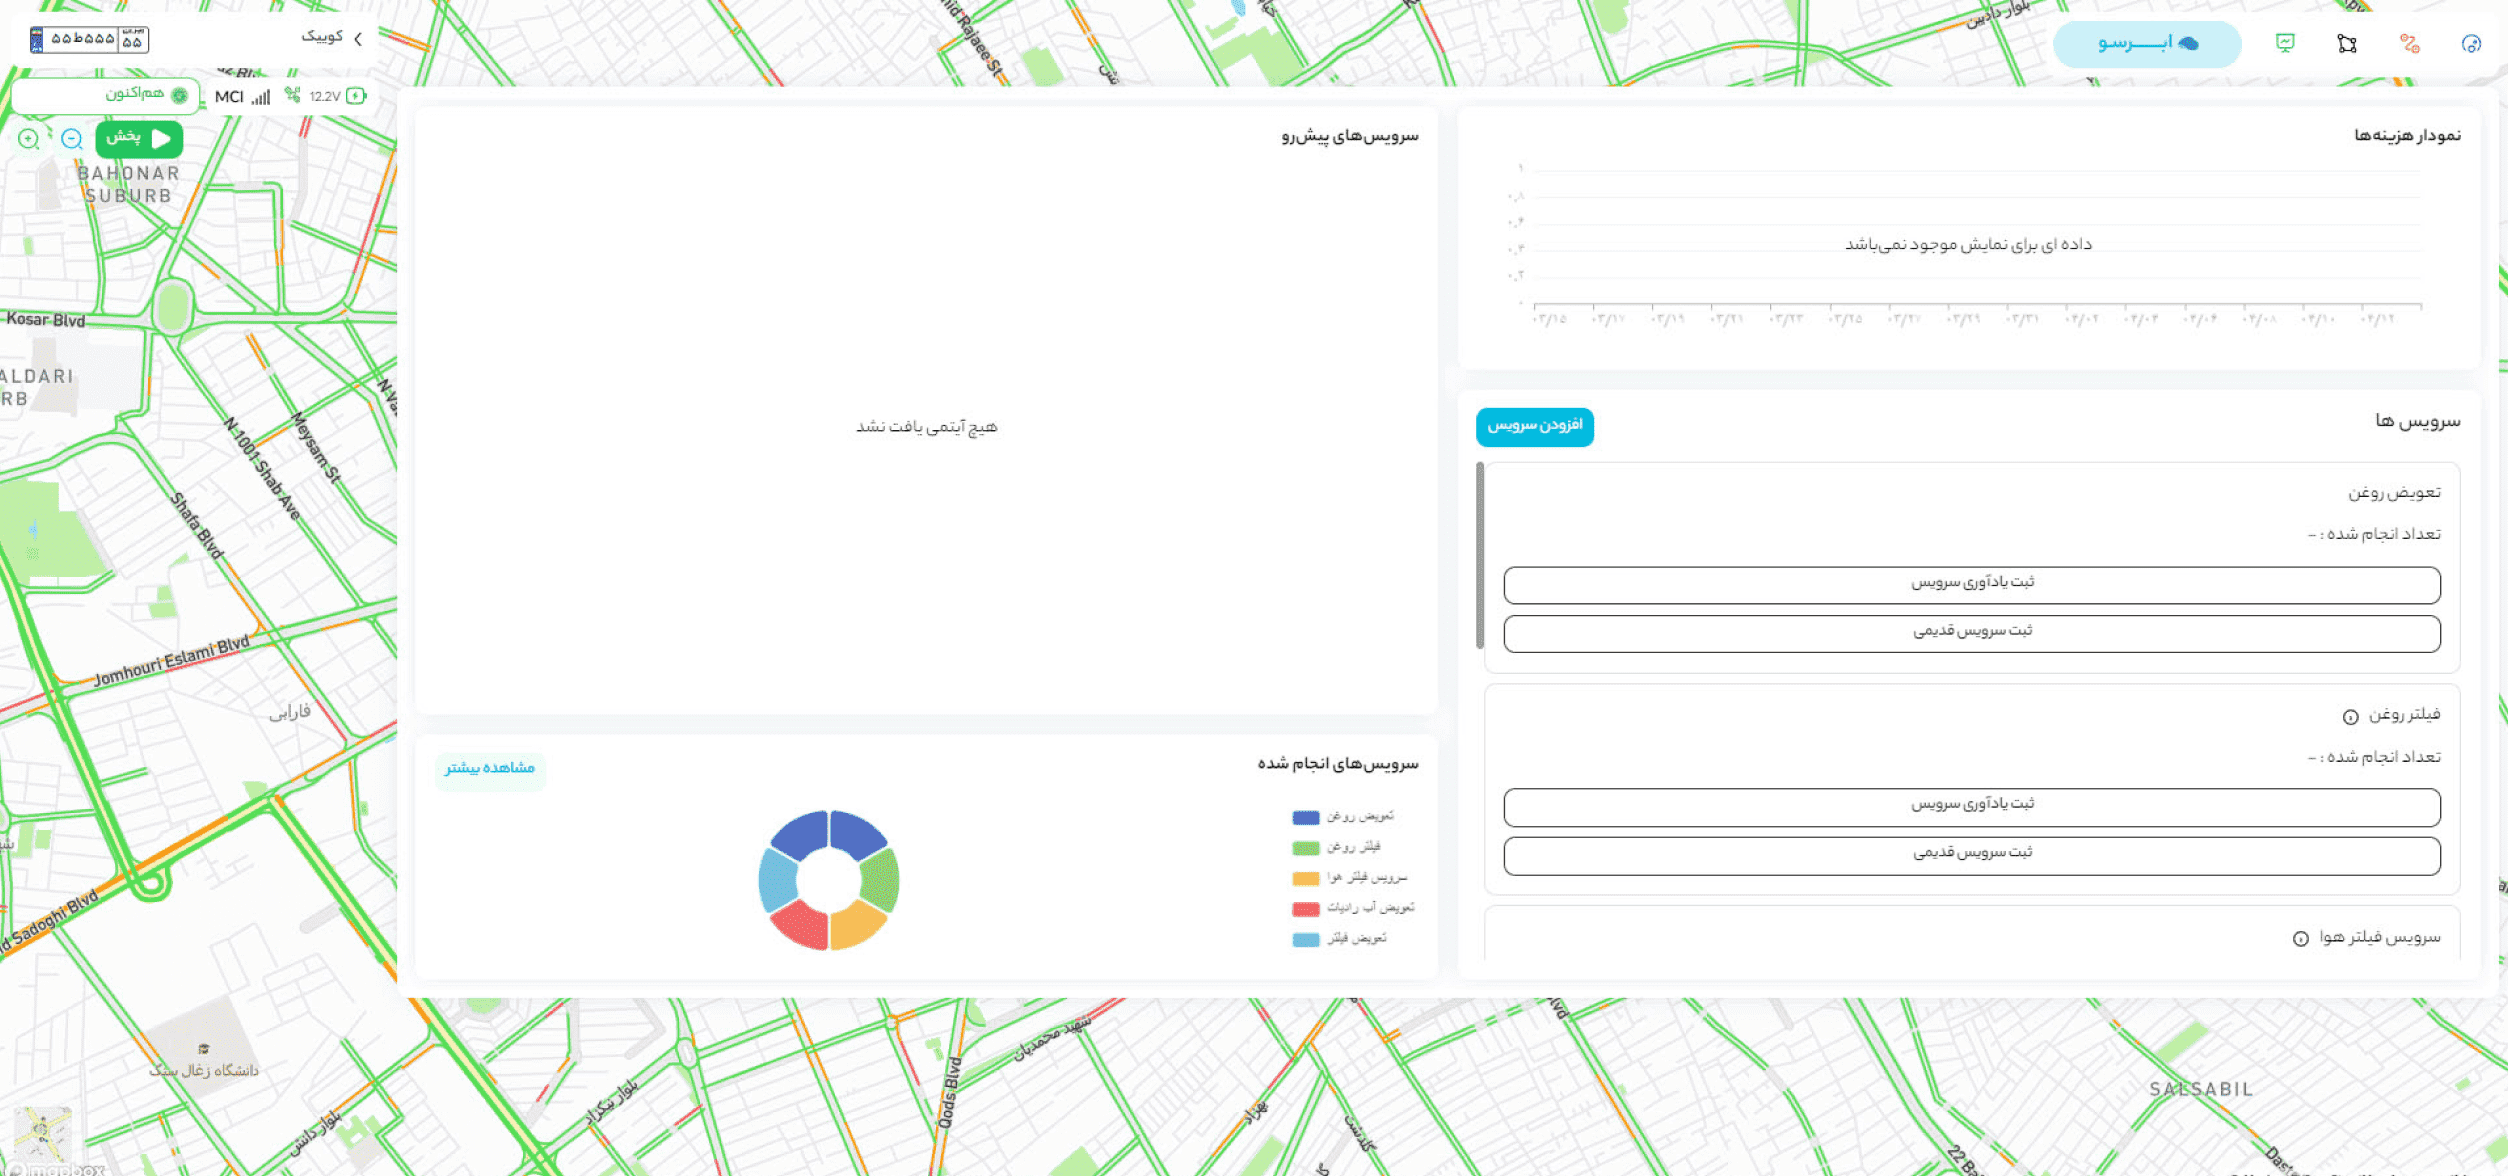 ابـــرسو
کوییک
۵۵ط۵۵۵
۵۵
هم‌اکنون
MCI
12.2V
پخش
نمودار هزینه‌ها
۱
۰,۸
۰,۶
۰,۴
۰,۲
۰
داده ای برای نمایش موجود نمی‌باشد
۰۳/۱۵ ۰۳/۱۷ ۰۳/۱۹ ۰۳/۲۱ ۰۳/۲۳ ۰۳/۲۵ ۰۳/۲۷ ۰۳/۲۹ ۰۳/۳۱ ۰۴/۰۲ ۰۴/۰۴ ۰۴/۰۶ ۰۴/۰۸ ۰۴/۱۰ ۰۴/۱۲
سرویس ها
افزودن سرویس
تعویض روغن
تعداد انجام شده : -
ثبت یادآوری سرویس
ثبت سرویس قدیمی
فیلتر روغن
تعداد انجام شده : -
ثبت یادآوری سرویس
ثبت سرویس قدیمی
سرویس فیلتر هوا
سرویس‌های پیش‌رو
هیچ آیتمی یافت نشد
سرویس‌های انجام شده
مشاهده بیشتر
تعویض روغن
فیلتر روغن
سرویس فیلتر هوا
تعویض آب رادیات
تعویض فیلتر
Rajaee St
بلوار دادبین
BAHONAR
SUBURB
Kosar Blvd
ALDARI
RB
N 1001 Shab Ave
Meysam St
Shafa Blvd
Jomhouri Eslami Blvd
فارابی
Sadoghi Blvd
دانشگاه زغال سنگ
بلوار دانش
بلوار نیکزاد
Qods Blvd
شهید محمدیان
بهزاد
گلدشت
SALSABIL
mapbox